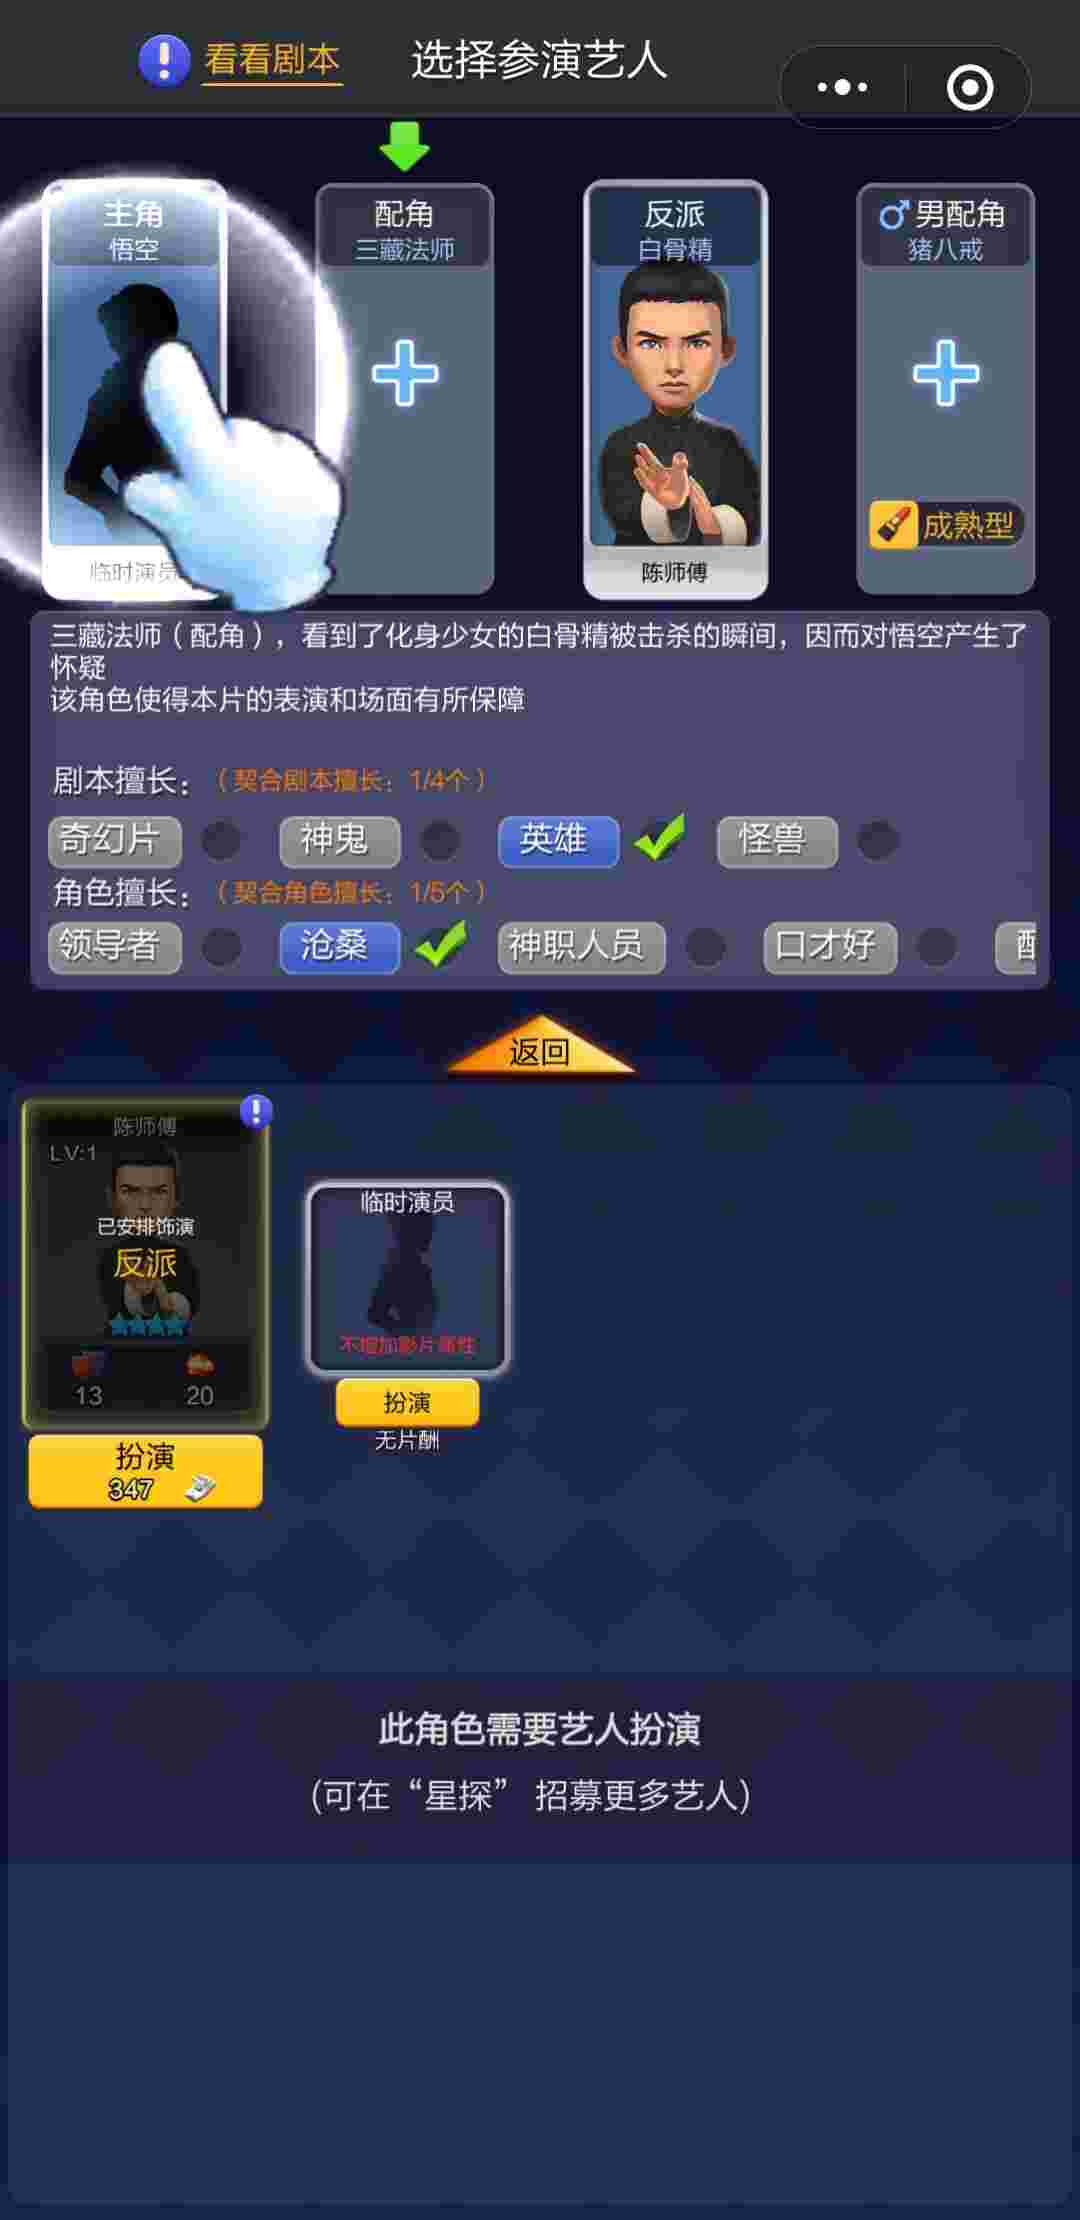 看看剧本
选择参演艺人
主角
悟空
临时演员
配角
三藏法师
反派
白骨精
陈师傅
男配角
猪八戒
成熟型
三藏法师（配角），看到了化身少女的白骨精被击杀的瞬间，因而对悟空产生了
怀疑
该角色使得本片的表演和场面有所保障
剧本擅长：（契合剧本擅长：1/4个）
奇幻片 神鬼 英雄 怪兽
角色擅长：（契合角色擅长：1/5个）
领导者 沧桑 神职人员 口才好
返回
陈师傅
LV:1
已安排饰演
反派
13 20
扮演
347
临时演员
不增加影片属性
扮演
无片酬
此角色需要艺人扮演
(可在“星探” 招募更多艺人)